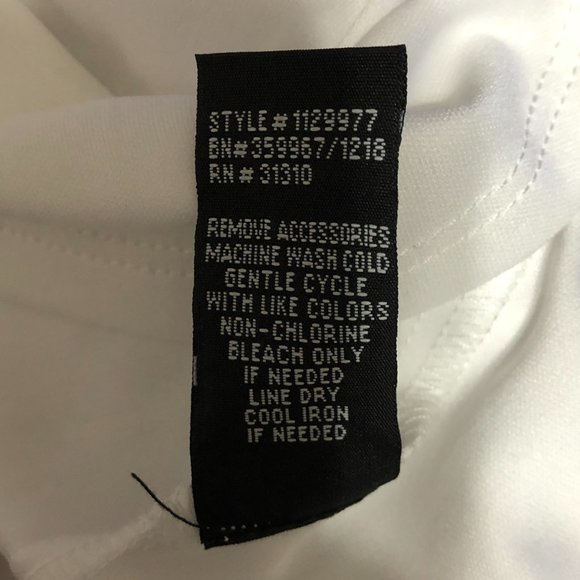 STYLE# 1129977
BN#359967/1218
RN# 31310
REMOVE ACCESSORIES
MACHINE WASH COLD
GENTLE CYCLE
WITH LIKE COLORS
NON-CHLORINE
BLEACH ONLY
IF NEEDED
LINE DRY
COOL IRON
IF NEEDED